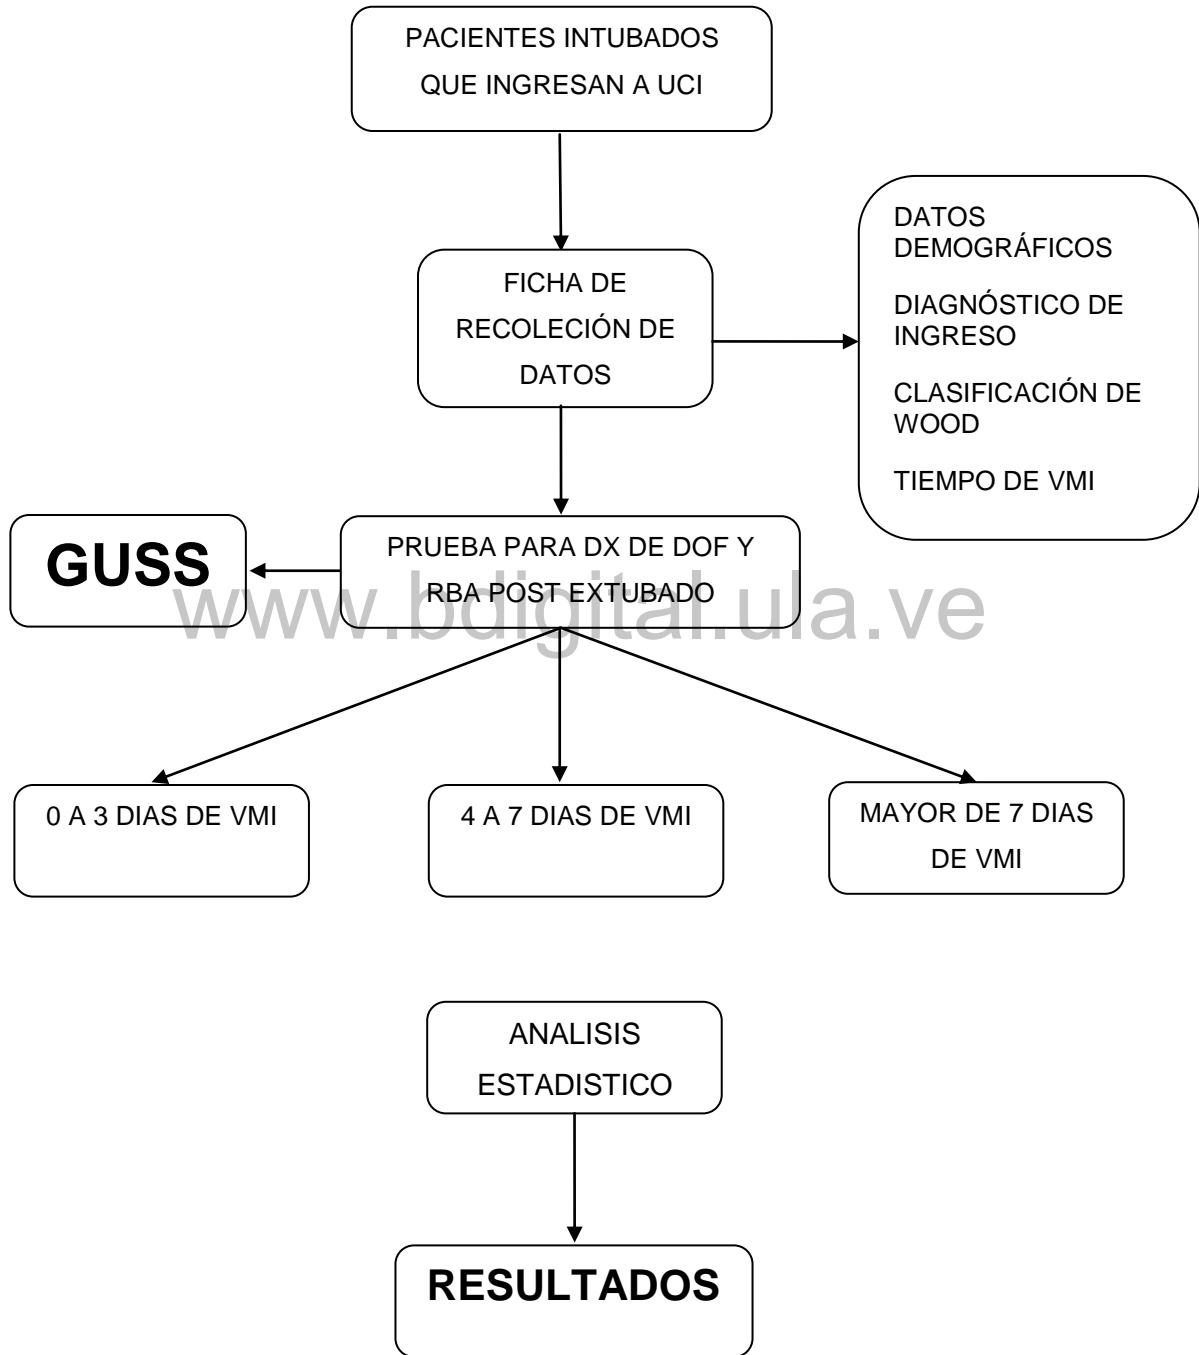 PACIENTES INTUBADOS
QUE INGRESAN A UCI
FICHA DE
RECOLECIÓN DE
DATOS
DATOS
DEMOGRÁFICOS
DIAGNÓSTICO DE
INGRESO
CLASIFICACIÓN DE
WOOD
TIEMPO DE VMI
GUSS
PRUEBA PARA DX DE DOF Y
RBA POST EXTUBADO
www.bdigital.ula.ve
0 A 3 DIAS DE VMI
4 A 7 DIAS DE VMI
MAYOR DE 7 DIAS
DE VMI
ANALISIS
ESTADISTICO
RESULTADOS